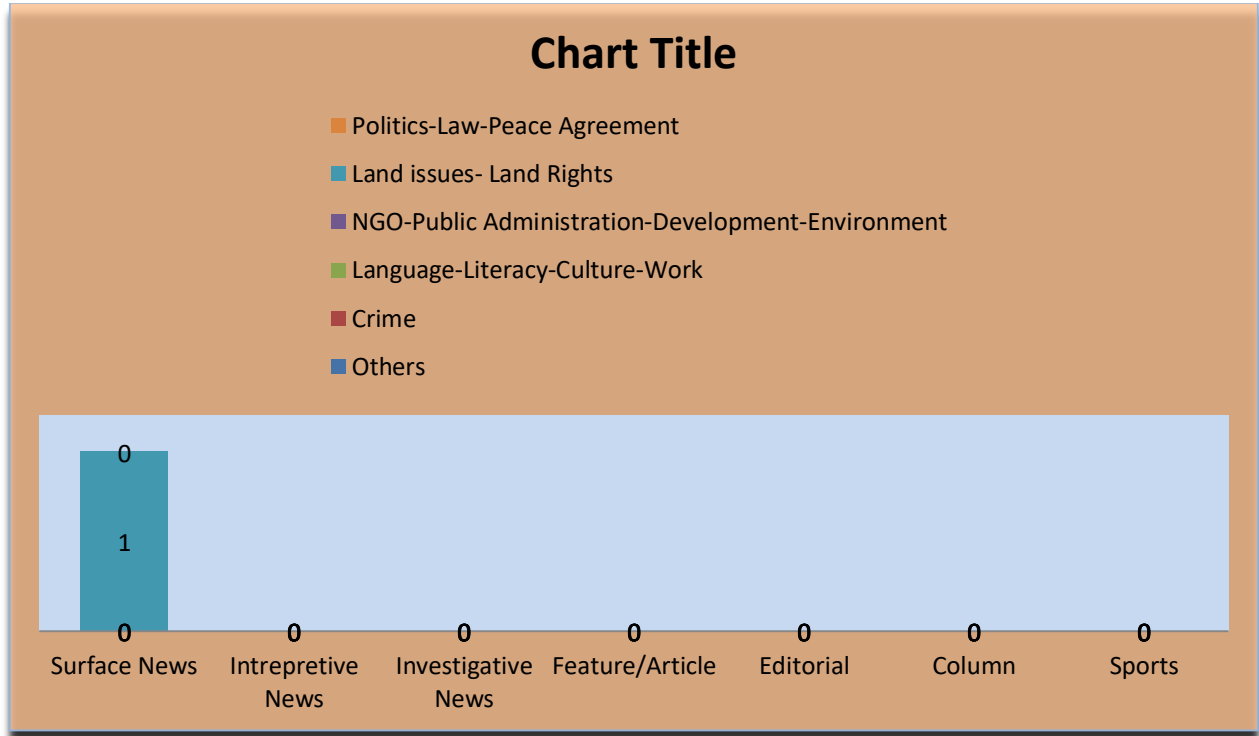 Chart Title
Politics-Law-Peace Agreement
Land issues- Land Rights
NGO-Public Administration-Development-Environment
Language-Literacy-Culture-Work
Crime
Others
0
1
0 0 0 0 0 0 0
Surface News Intrepretive Investigative Feature/Article Editorial Column Sports
News News